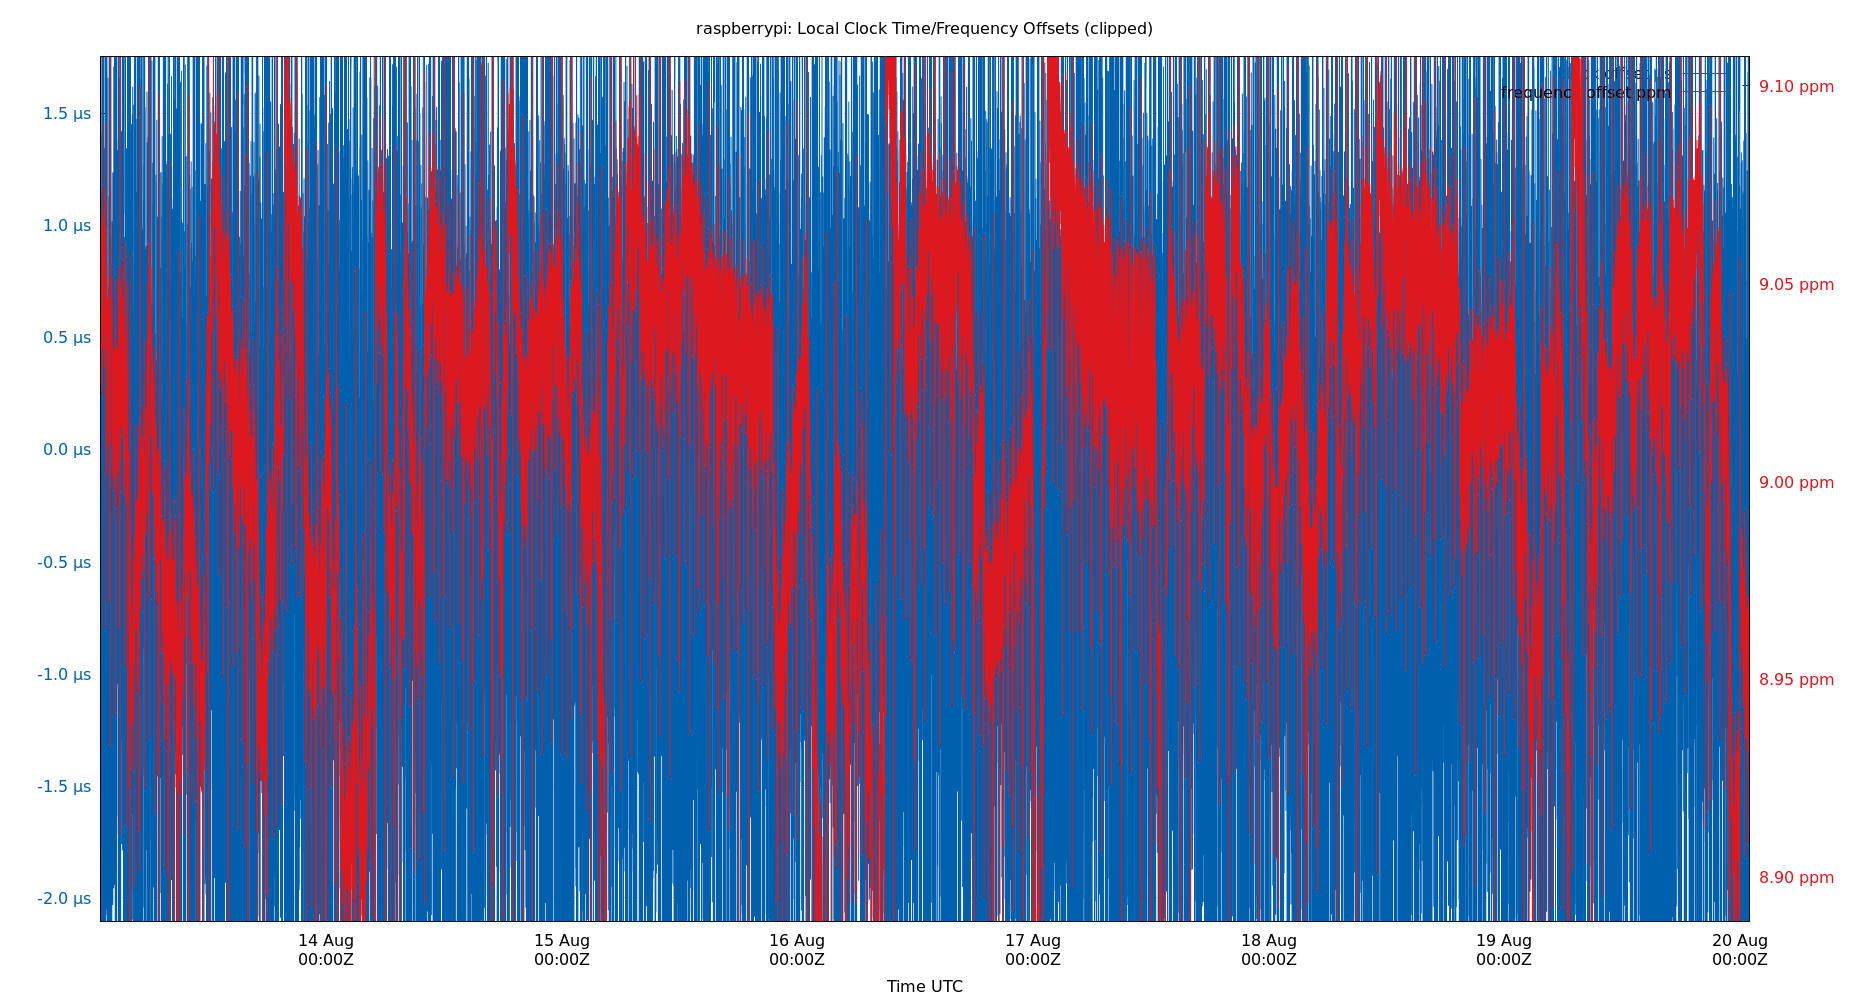 raspberrypi: Local Clock Time/Frequency Offsets (clipped)
frequency offset ppm
1.5 µs
1.0 µs
0.5 µs
0.0 µs
-0.5 µs
-1.0 µs
-1.5 µs
-2.0 µs
9.10 ppm
9.05 ppm
9.00 ppm
8.95 ppm
8.90 ppm
14 Aug
00:00Z
15 Aug
00:00Z
16 Aug
00:00Z
17 Aug
00:00Z
18 Aug
00:00Z
19 Aug
00:00Z
20 Aug
00:00Z
Time UTC